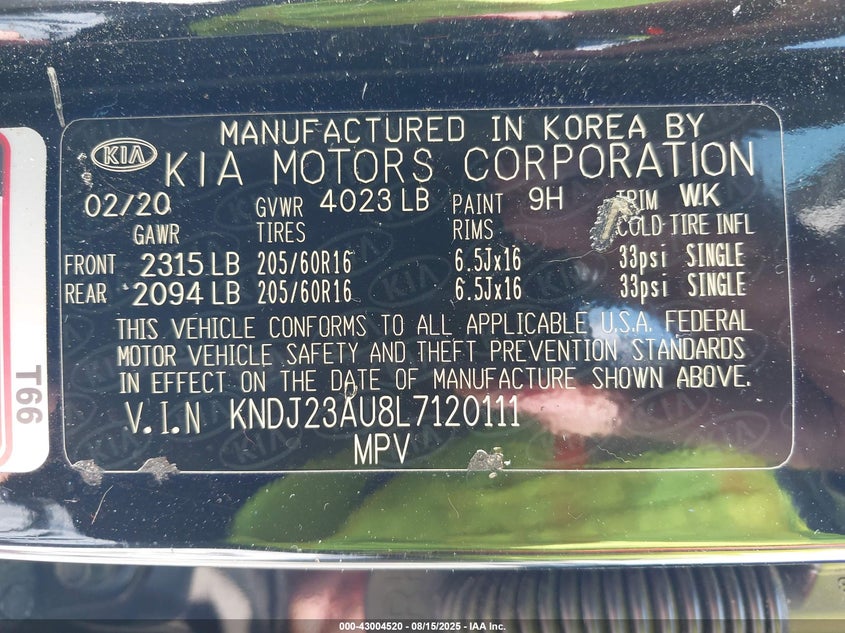 MANUFACTURED IN KOREA BY
KIA KIA MOTORS CORPORATION
02/20 GVWR 4023 LB PAINT 9H TRIM WK
GAWR TIRES RIMS COLD TIRE INFL
FRONT 2315 LB 205/60R16 6.5Jx16 33psi SINGLE
REAR 2094 LB 205/60R16 6.5Jx16 33psi SINGLE
THIS VEHICLE CONFORMS TO ALL APPLICABLE U.S.A. FEDERAL
MOTOR VEHICLE SAFETY AND THEFT PREVENTION STANDARDS
IN EFFECT ON THE DATE OF MANUFACTURE SHOWN ABOVE.
V.I.N KNDJ23AU8L7120111
MPV
T66
000-43004520 - 08/15/2025 - IAA Inc.